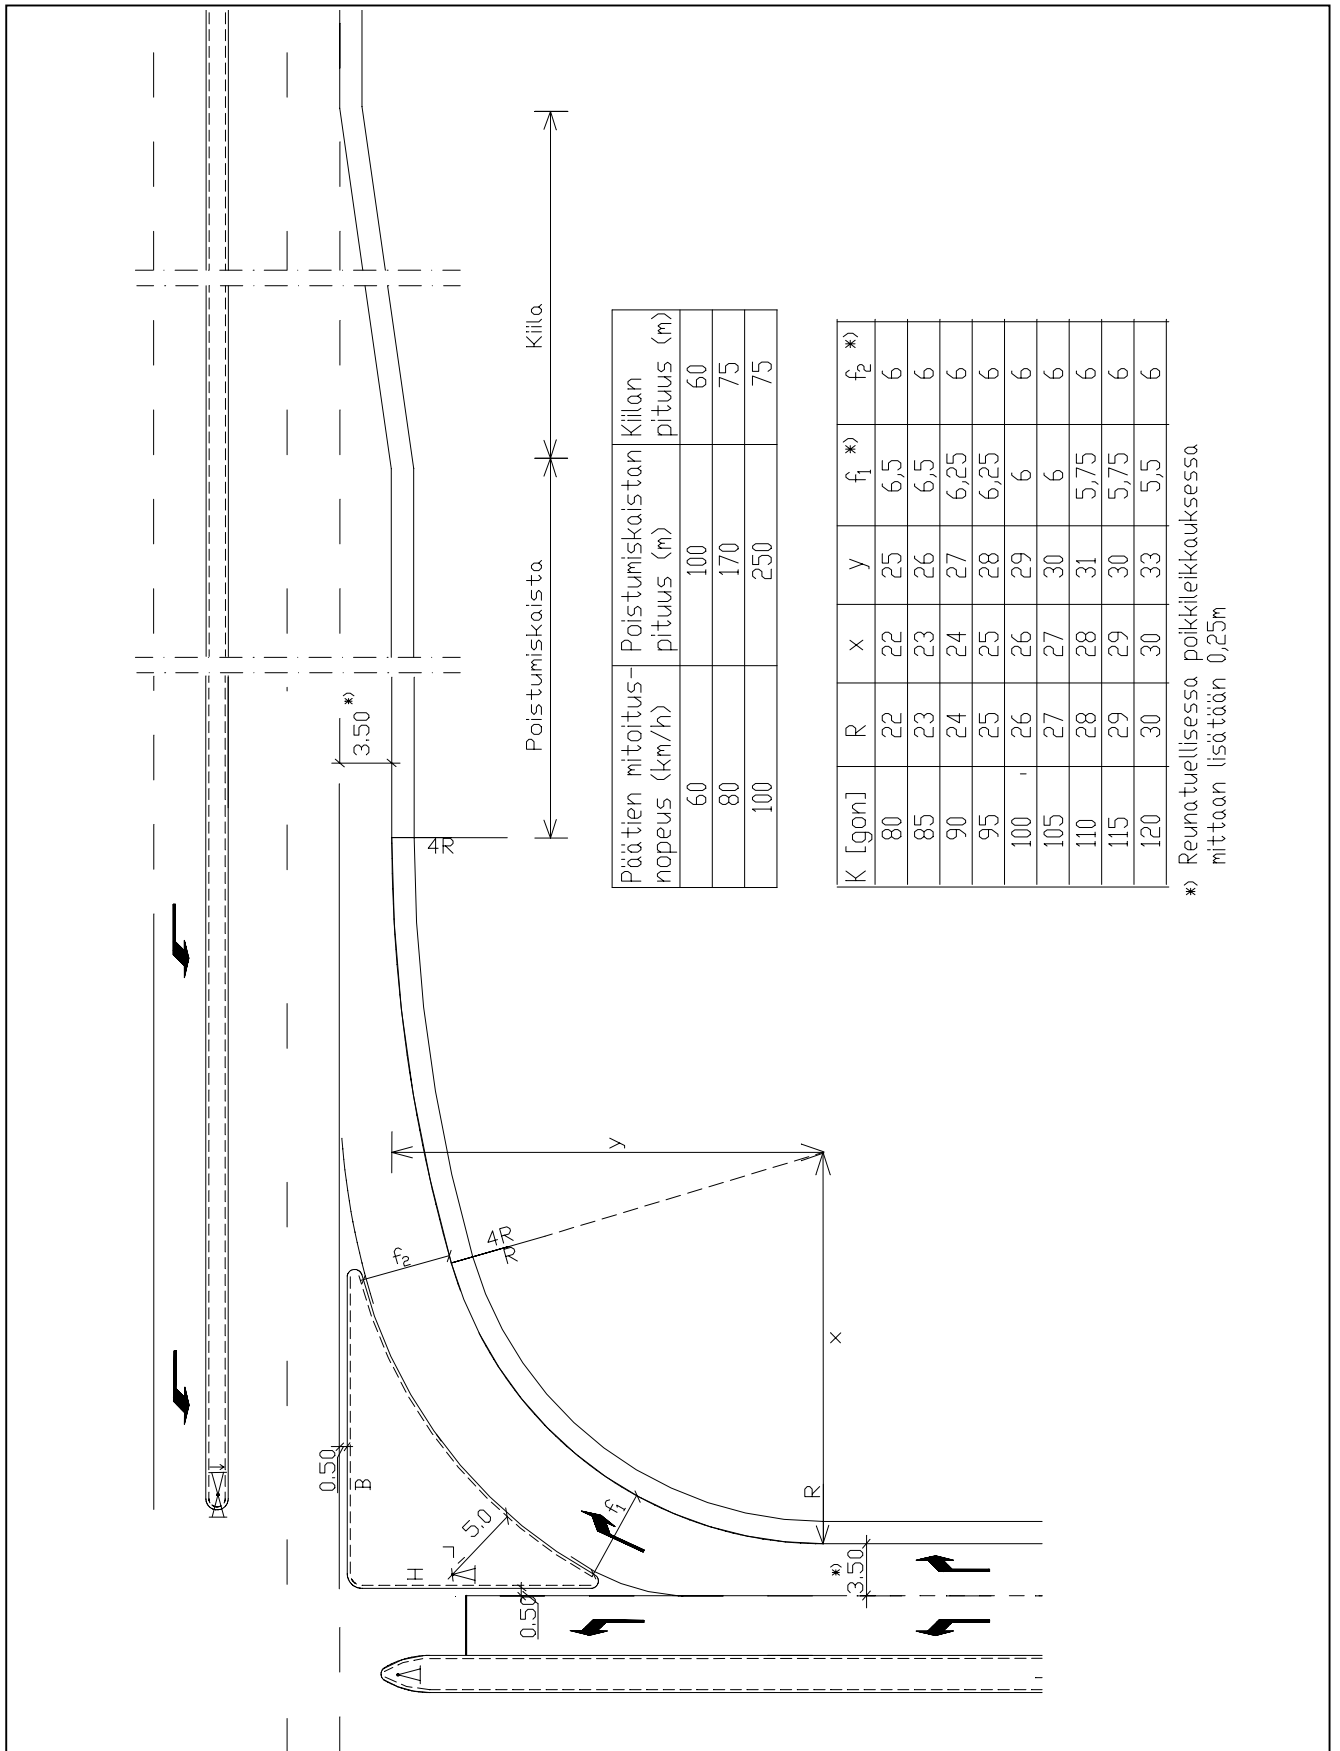 Kiila
Poistumiskaista
3.50 *)
4R
y
f₂
4R
R
x
R
0.50
B
5.0
H
f₁
0.50
*)
3.50
Päätien mitoitus- Poistumiskaistan Kiilan
nopeus (km/h) pituus (m) pituus (m)
60 100 60
80 170 75
100 250 75
K [gon] R x y f₁ *) f₂ *)
80 22 22 25 6,5 6
85 23 23 26 6,5 6
90 24 24 27 6,25 6
95 25 25 28 6,25 6
100 26 26 29 6 6
105 27 27 30 6 6
110 28 28 31 5,75 6
115 29 29 30 5,75 6
120 30 30 33 5,5 6
*) Reunatuellisessa poikkileikkauksessa
mittaan lisätään 0,25m